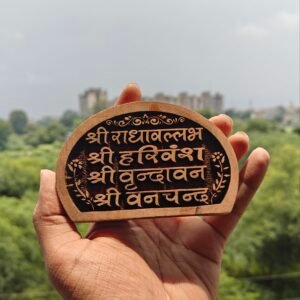 श्री राधावल्लभ
श्री हरिवंश
श्री वृन्दावन
श्री वनचन्द्र